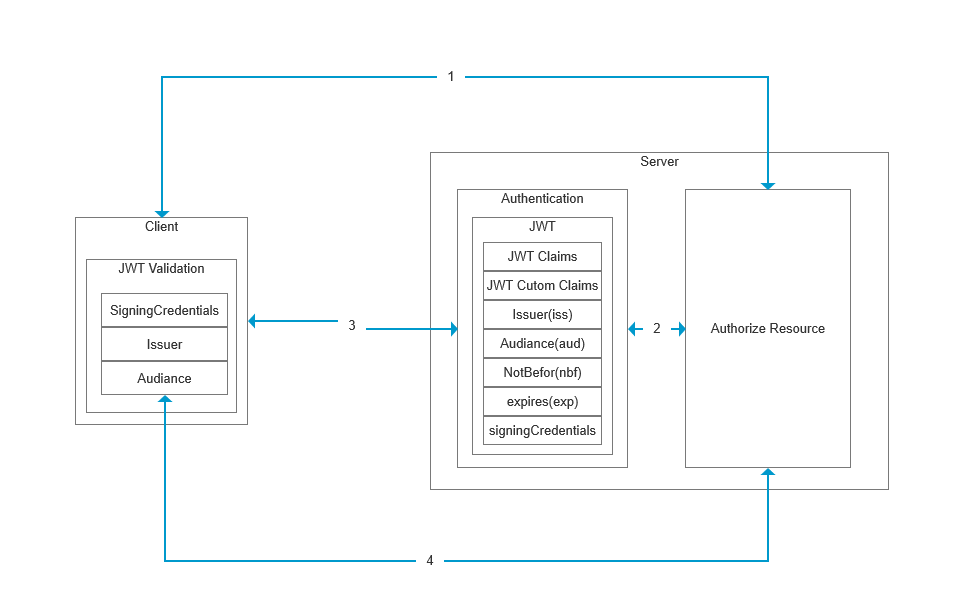 1
Server
Authentication
JWT
JWT Claims
JWT Cutom Claims
Issuer(iss)
Audiance(aud)
NotBefor(nbf)
expires(exp)
signingCredentials
2
Authorize Resource
Client
JWT Validation
SigningCredentials
Issuer
Audiance
3
4